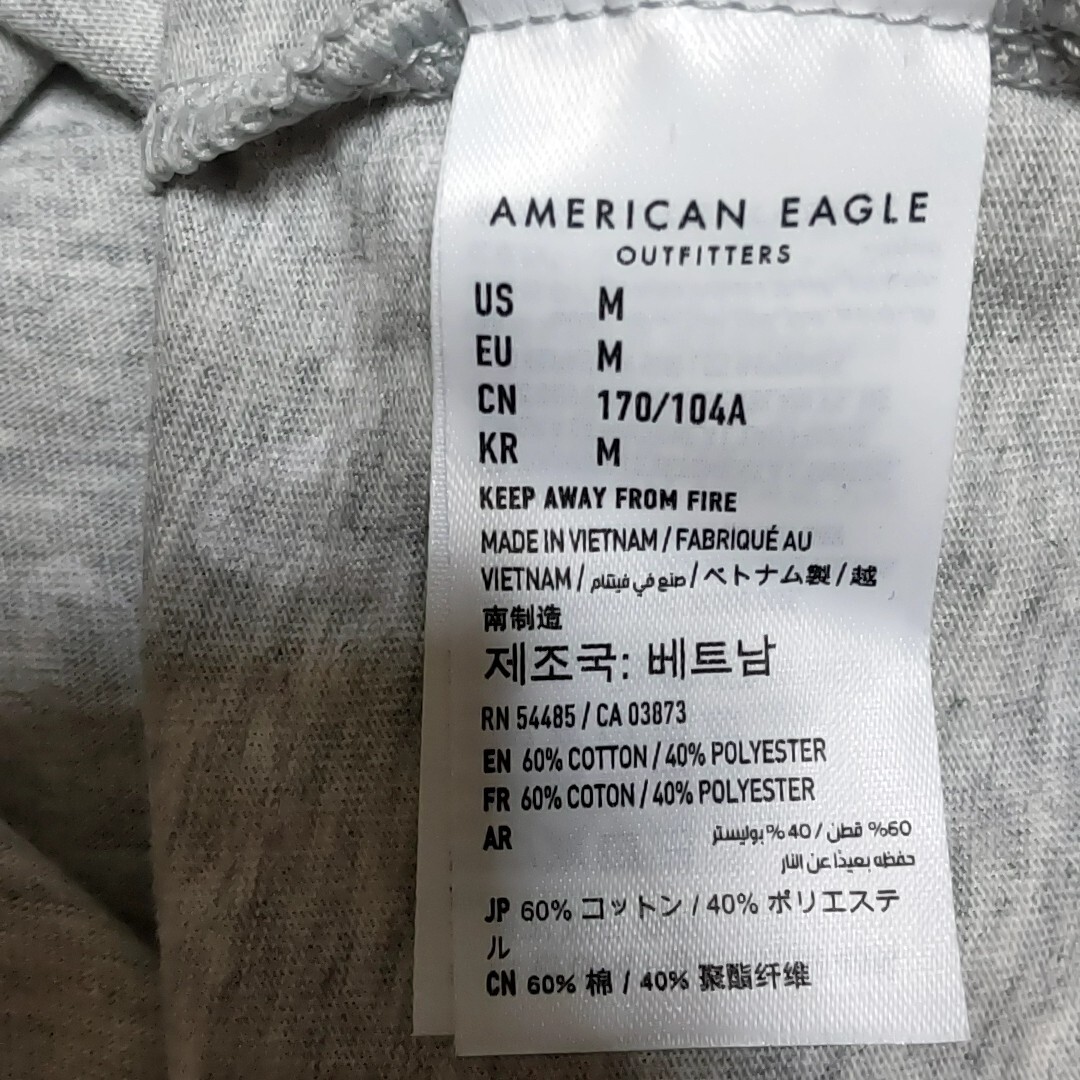 AMERICAN EAGLE
OUTFITTERS
US M
EU M
CN 170/104A
KR M
KEEP AWAY FROM FIRE
MADE IN VIETNAM / FABRIQUÉ AU
VIETNAM / صنع في فيتنام / ベトナム製 / 越
南制造
제조국: 베트남
RN 54485 / CA 03873
EN 60% COTTON / 40% POLYESTER
FR 60% COTON / 40% POLYESTER
AR 60% قطن / 40% بوليستر
حفظه بعيدًا عن النار
JP 60% コットン / 40% ポリエステ
ル
CN 60% 棉 / 40% 聚酯纤维